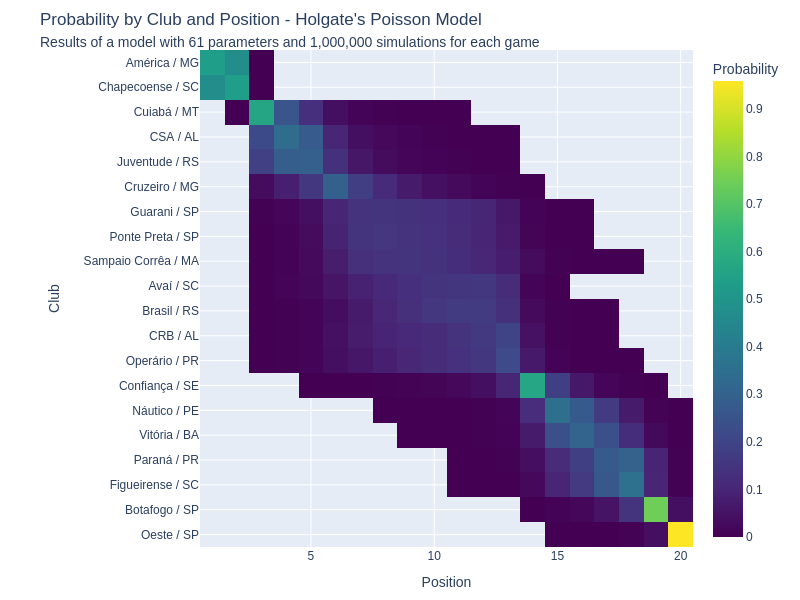 Probability by Club and Position - Holgate's Poisson Model
Results of a model with 61 parameters and 1,000,000 simulations for each game
Probability
América / MG
Chapecoense / SC
Cuiabá / MT
CSA / AL
Juventude / RS
Cruzeiro / MG
Guarani / SP
Ponte Preta / SP
Sampaio Corrêa / MA
Avaí / SC
Brasil / RS
CRB / AL
Operário / PR
Confiança / SE
Náutico / PE
Vitória / BA
Paraná / PR
Figueirense / SC
Botafogo / SP
Oeste / SP
Club
5
10
15
20
Position
0.9
0.8
0.7
0.6
0.5
0.4
0.3
0.2
0.1
0